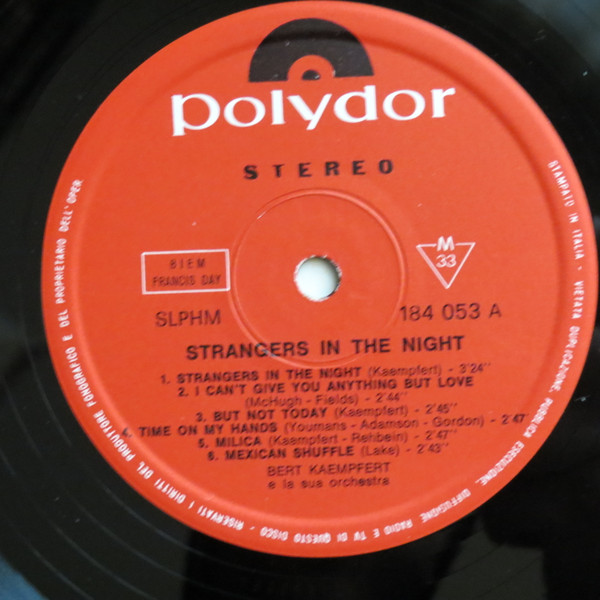 polydor
STEREO
BIEM
FRANCIS DAY
M
33
SLPHM
184 053 A
STRANGERS IN THE NIGHT
1. STRANGERS IN THE NIGHT (Kaempfert) - 3'24"
2. I CAN'T GIVE YOU ANYTHING BUT LOVE
(McHugh - Fields) - 2'44"
3. BUT NOT TODAY (Kaempfert) - 2'45"
4. TIME ON MY HANDS (Youmans - Adamson - Gordon) - 2'47"
5. MILICA (Kaempfert - Rehbein) - 2'47"
6. MEXICAN SHUFFLE (Lake) - 2'43"
BERT KAEMPFERT
e la sua orchestra
STAMPATO IN ITALIA - VIETATA DUPLICAZIONE, PUBBLICA ESECUZIONE, DIFFUSIONE RADIO E TV DI QUESTO DISCO - RISERVATI I DIRITTI DEL PRODUTTORE FONOGRAFICO E DEL PROPRIETARIO DELL'OPER